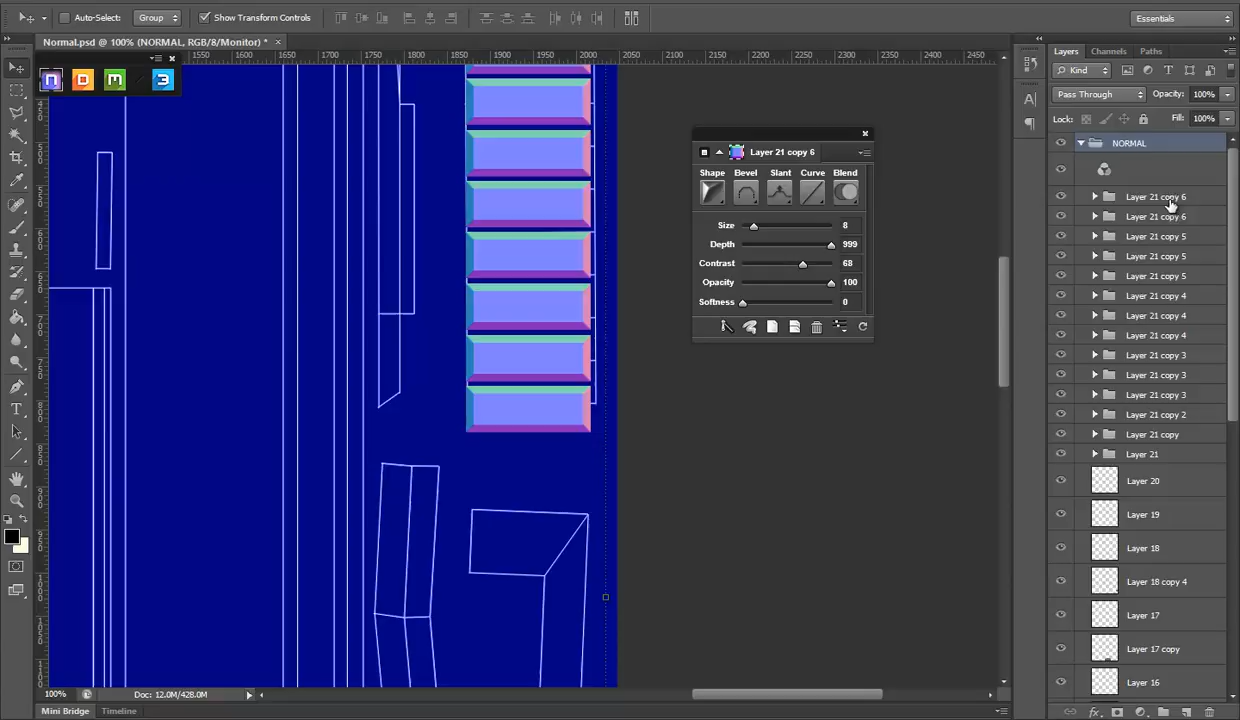 Auto-Select: Group Show Transform Controls Essentials
Normal.psd @ 100% (NORMAL, RGB/8/Monitor) * ×
1550 1600 1650 1700 1750 1800 1850 1900 1950 2000 2050 2100 2150 2200 2250 2300 2350 2400 2450
Layers Channels Paths
Kind
Pass Through Opacity: 100%
Lock: Fill: 100%
NORMAL
Layer 21 copy 6
Layer 21 copy 6
Layer 21 copy 5
Layer 21 copy 5
Layer 21 copy 5
Layer 21 copy 4
Layer 21 copy 4
Layer 21 copy 4
Layer 21 copy 3
Layer 21 copy 3
Layer 21 copy 3
Layer 21 copy 2
Layer 21 copy
Layer 21
Layer 20
Layer 19
Layer 18
Layer 18 copy 4
Layer 17
Layer 17 copy
Layer 16
Layer 21 copy 6
Shape Bevel Slant Curve Blend
Size 8
Depth 999
Contrast 68
Opacity 100
Softness 0
100% Doc: 12.0M/428.0M
Mini Bridge Timeline